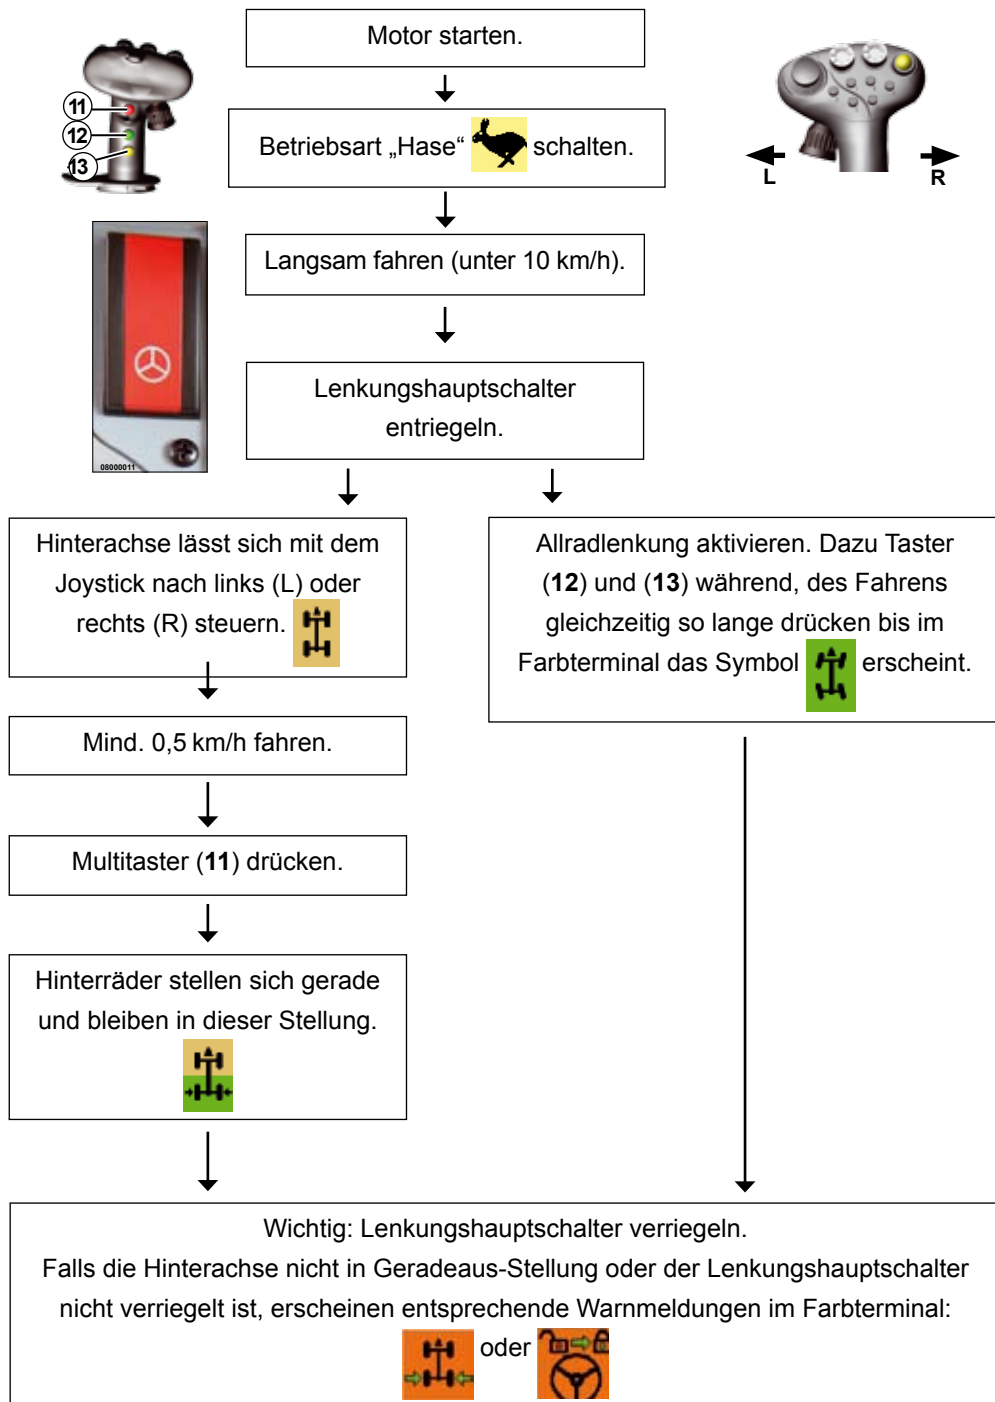 Motor starten.
11
12
13
Betriebsart „Hase“ schalten.
L
R
Langsam fahren (unter 10 km/h).
Lenkungshauptschalter
entriegeln.
08000011
Hinterachse lässt sich mit dem
Joystick nach links (L) oder
rechts (R) steuern.
Allradlenkung aktivieren. Dazu Taster
(12) und (13) während, des Fahrens
gleichzeitig so lange drücken bis im
Farbterminal das Symbol erscheint.
Mind. 0,5 km/h fahren.
Multitaster (11) drücken.
Hinterräder stellen sich gerade
und bleiben in dieser Stellung.
Wichtig: Lenkungshauptschalter verriegeln.
Falls die Hinterachse nicht in Geradeaus-Stellung oder der Lenkungshauptschalter
nicht verriegelt ist, erscheinen entsprechende Warnmeldungen im Farbterminal:
oder